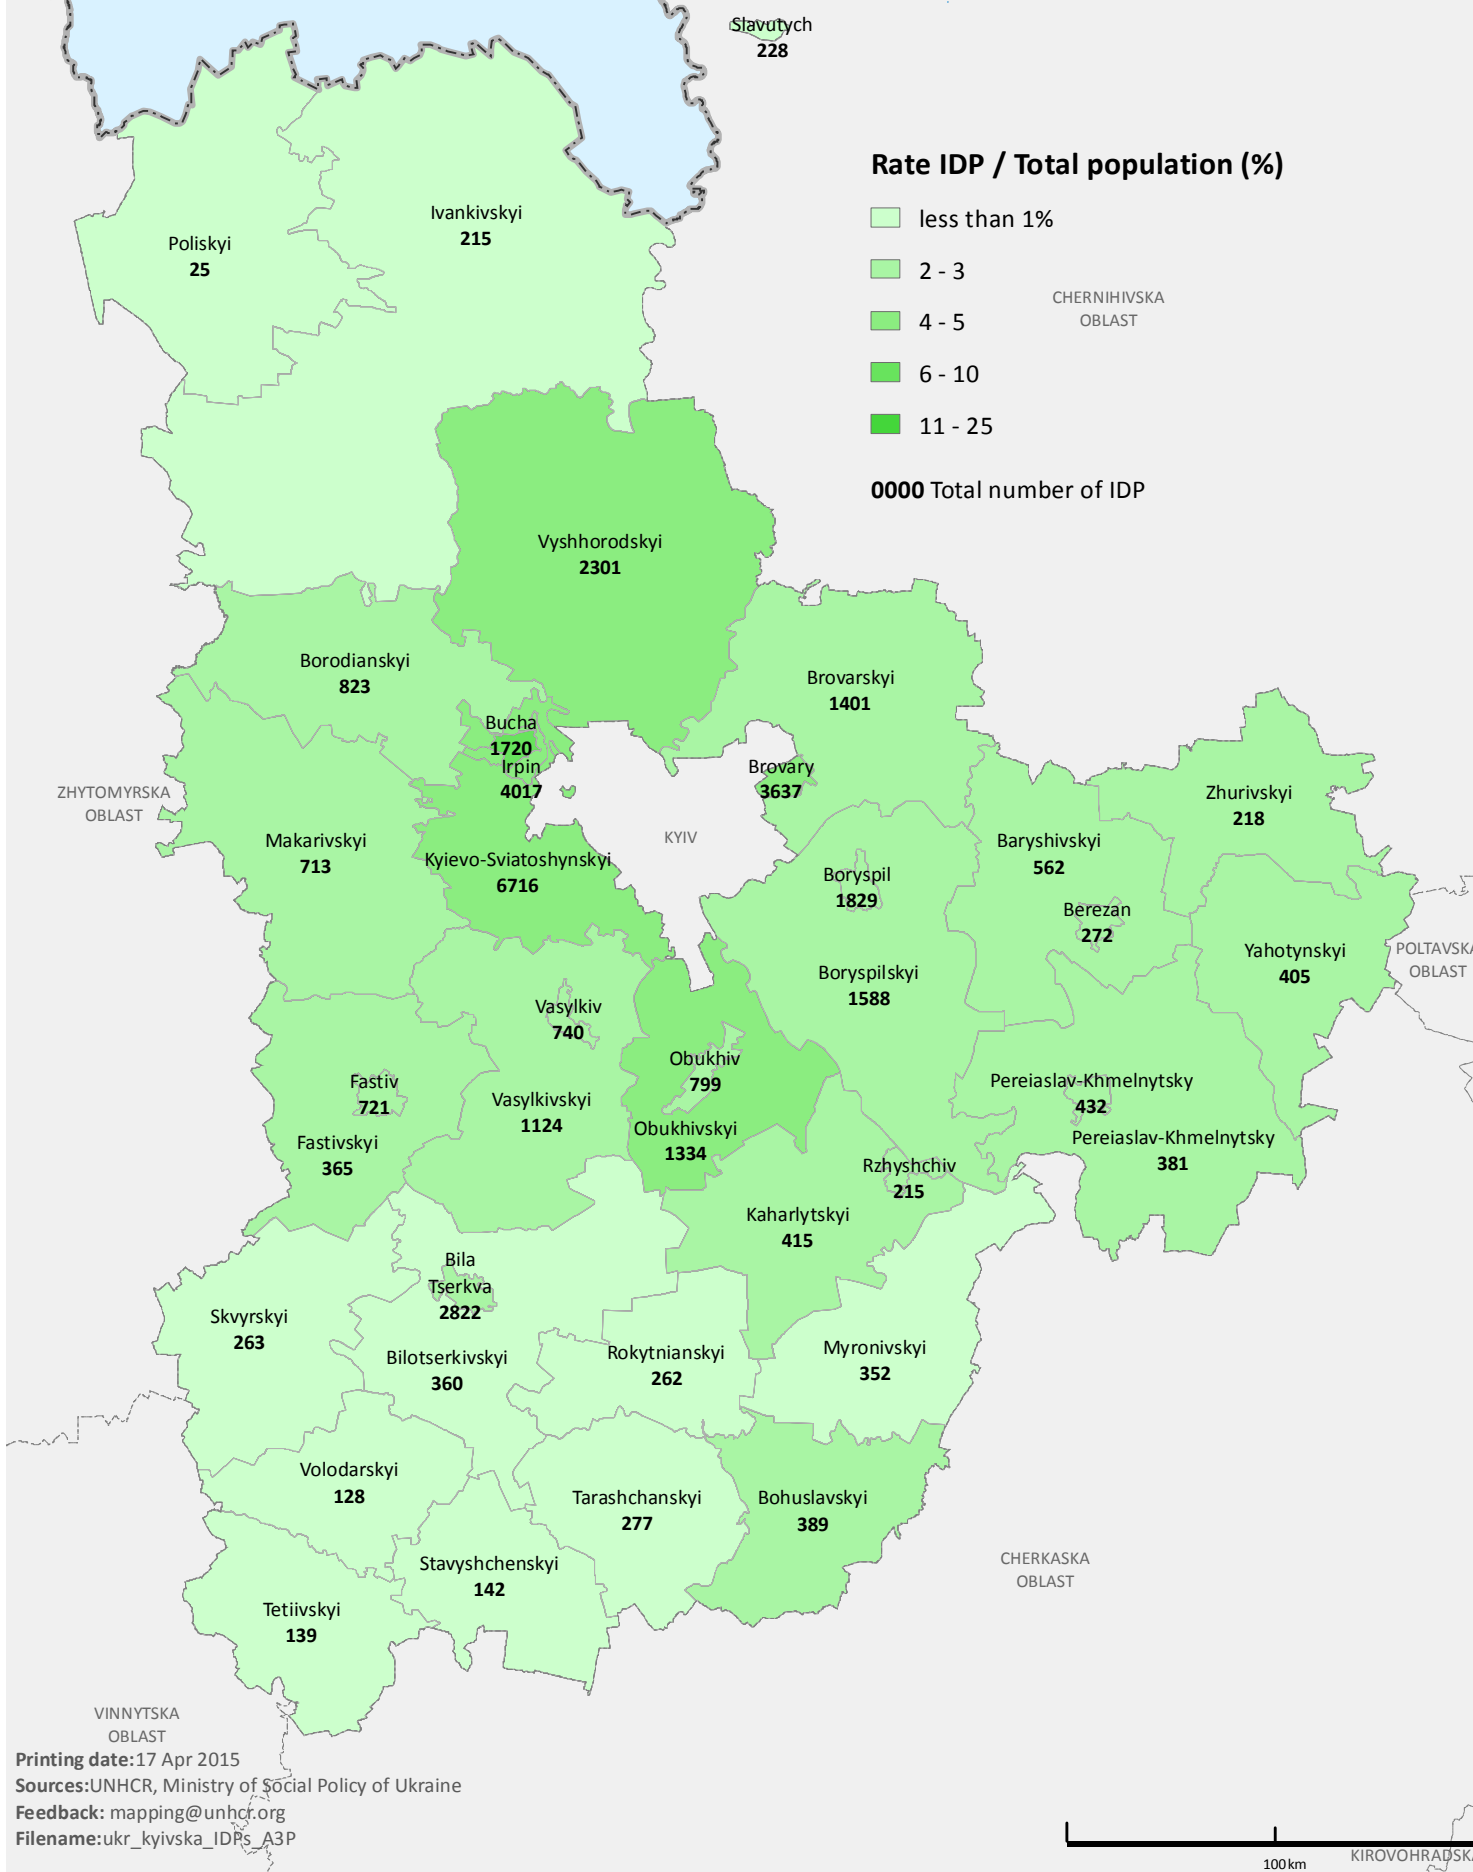 Slavutych
228
Rate IDP / Total population (%)
less than 1%
2 - 3
4 - 5
6 - 10
11 - 25
0000 Total number of IDP
CHERNIHIVSKA
OBLAST
Ivankivskyi
215
Poliskyi
25
Vyshhorodskyi
2301
Borodianskyi
823
Brovarskyi
1401
Bucha
1720
Irpin
4017
Brovary
3637
ZHYTOMYRSKA
OBLAST
Zhurivskyi
218
Makarivskyi
713
KYIV
Baryshivskyi
562
Kyievo-Sviatoshynskyi
6716
Boryspil
1829
Berezan
272
Yahotynskyi
405
POLTAVSKA
OBLAST
Boryspilskyi
1588
Vasylkiv
740
Obukhiv
799
Fastiv
721
Pereiaslav-Khmelnytsky
432
Vasylkivskyi
1124
Obukhivskyi
1334
Fastivskyi
365
Pereiaslav-Khmelnytsky
381
Rzhyshchiv
215
Kaharlytskyi
415
Bila
Tserkva
2822
Skvyrskyi
263
Bilotserkivskyi
360
Rokytnianskyi
262
Myronivskyi
352
Volodarskyi
128
Tarashchanskyi
277
Bohuslavskyi
389
Stavyshchenskyi
142
CHERKASKA
OBLAST
Tetiivskyi
139
VINNYTSKA
OBLAST
Printing date:17 Apr 2015
Sources:UNHCR, Ministry of Social Policy of Ukraine
Feedback: mapping@unhcr.org
Filename:ukr_kyivska_IDPs_A3P
100km
KIROVOHRADSKA